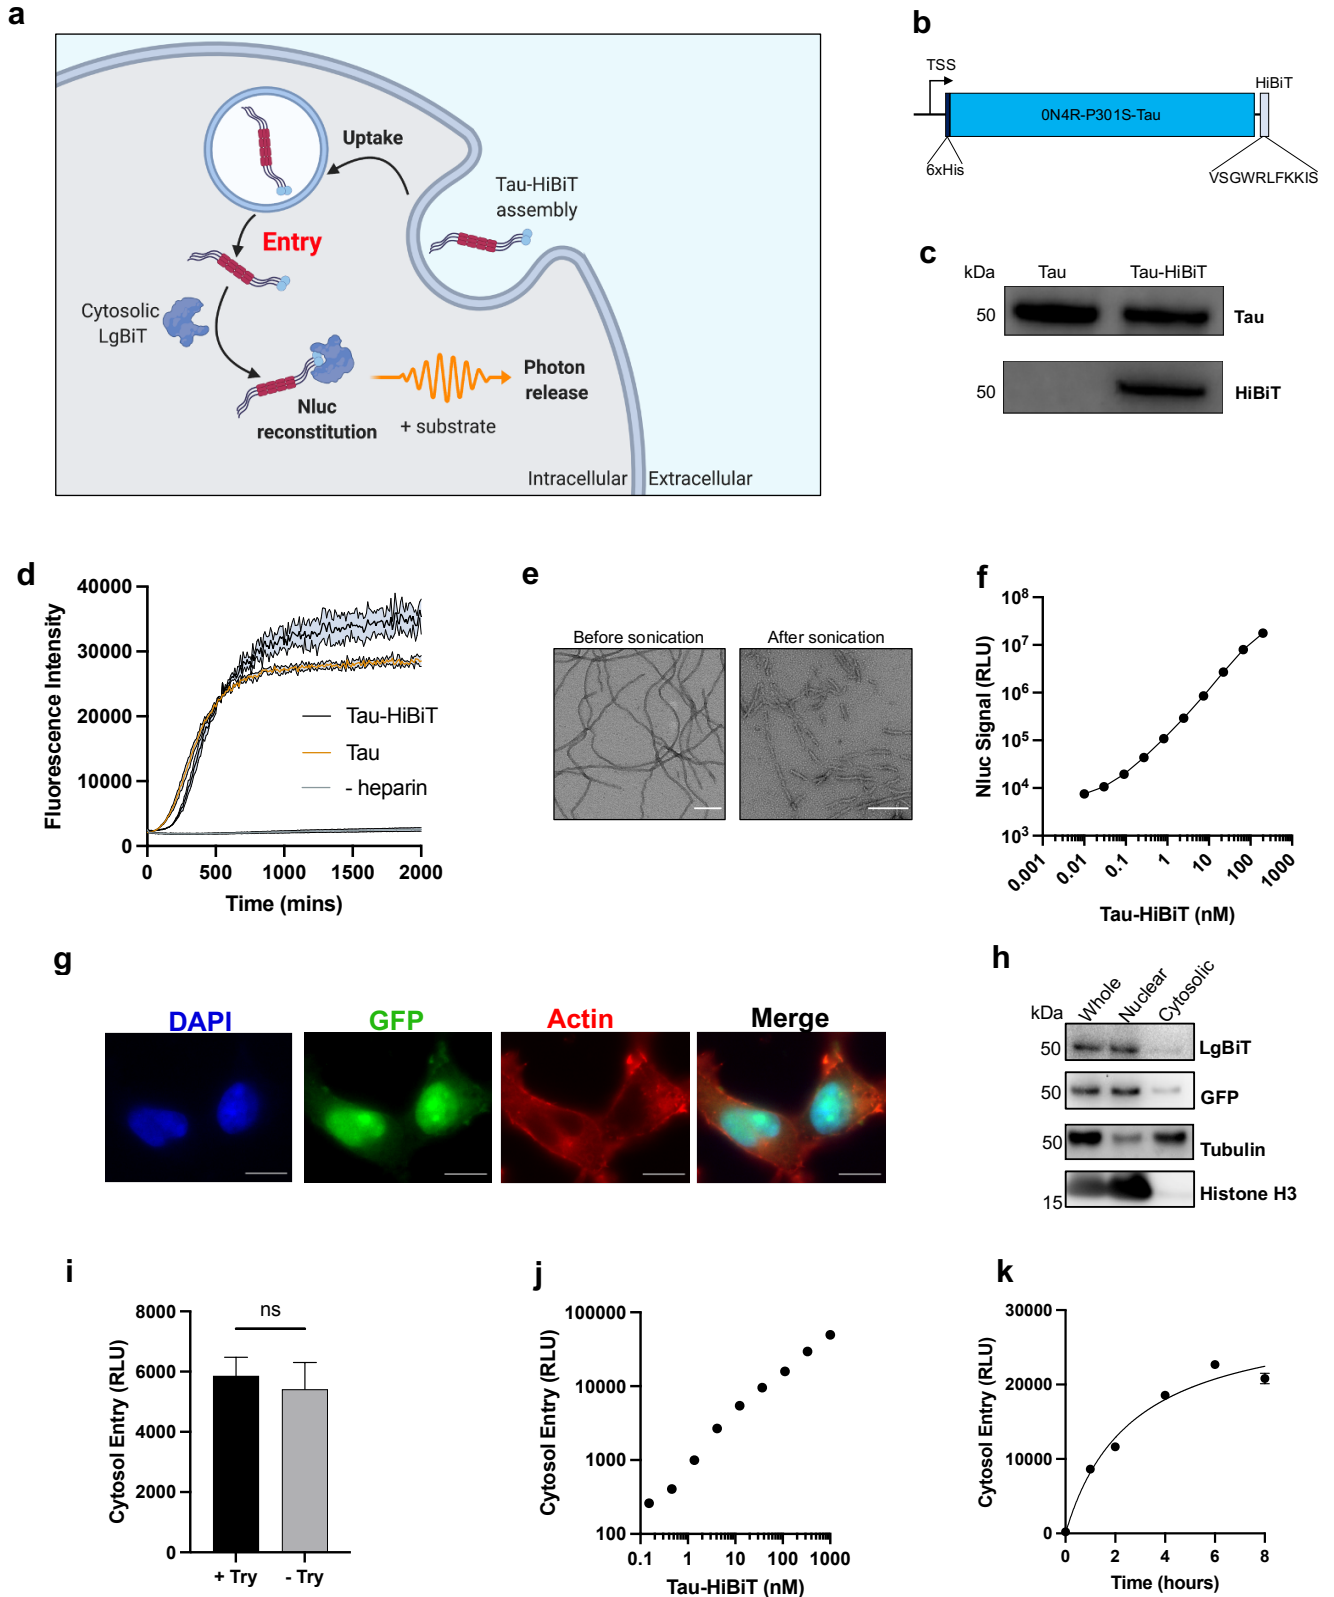 a
Uptake
Tau-HiBiT
assembly
Entry
Cytosolic
LgBiT
Nluc
reconstitution
+ substrate
Photon
release
Intracellular
Extracellular
b
TSS
HiBiT
0N4R-P301S-Tau
6xHis
VSGWRLFKKIS
c
kDa
Tau
Tau-HiBiT
50
Tau
50
HiBiT
d
Fluorescence Intensity
40000
30000
20000
10000
0
Tau-HiBiT
Tau
- heparin
0
500
1000
1500
2000
Time (mins)
e
Before sonication
After sonication
f
Nluc Signal (RLU)
10⁸
10⁷
10⁶
10⁵
10⁴
10³
0.001
0.01
0.1
1
10
100
1000
Tau-HiBiT (nM)
g
DAPI
GFP
Actin
Merge
h
Whole
Nuclear
Cytosolic
kDa
50
LgBiT
50
GFP
50
Tubulin
15
Histone H3
i
Cytosol Entry (RLU)
8000
6000
4000
2000
0
ns
+ Try
- Try
j
Cytosol Entry (RLU)
100000
10000
1000
100
0.1
1
10
100
1000
Tau-HiBiT (nM)
k
Cytosol Entry (RLU)
30000
20000
10000
0
0
2
4
6
8
Time (hours)